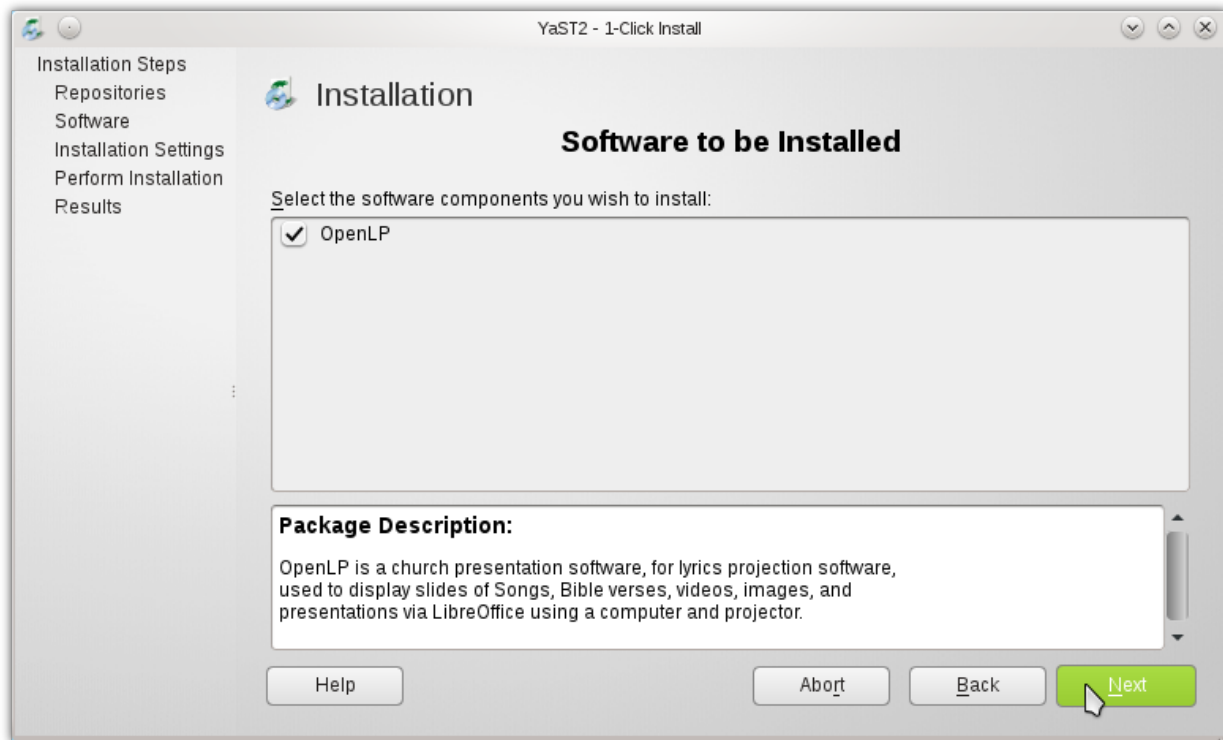 YaST2 - 1-Click Install
Installation Steps
Repositories
Software
Installation Settings
Perform Installation
Results
Installation
Software to be Installed
Select the software components you wish to install:
OpenLP
Package Description:
OpenLP is a church presentation software, for lyrics projection software,
used to display slides of Songs, Bible verses, videos, images, and
presentations via LibreOffice using a computer and projector.
Help
Abort
Back
Next